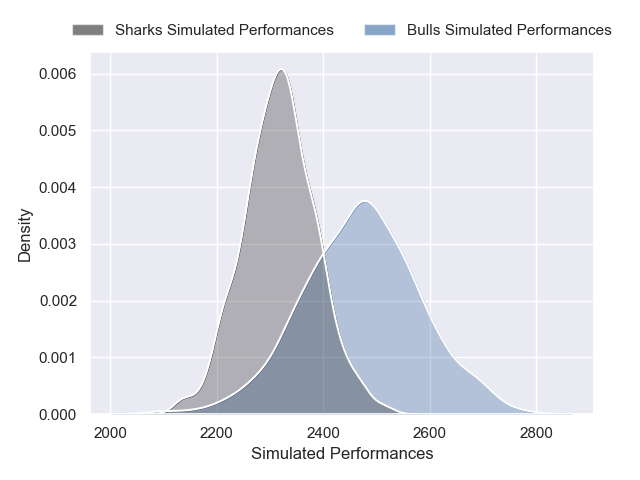 Sharks Simulated Performances Bulls Simulated Performances
0.006
0.005
0.004
0.003
0.002
0.001
0.000
Density
2000 2200 2400 2600 2800
Simulated Performances